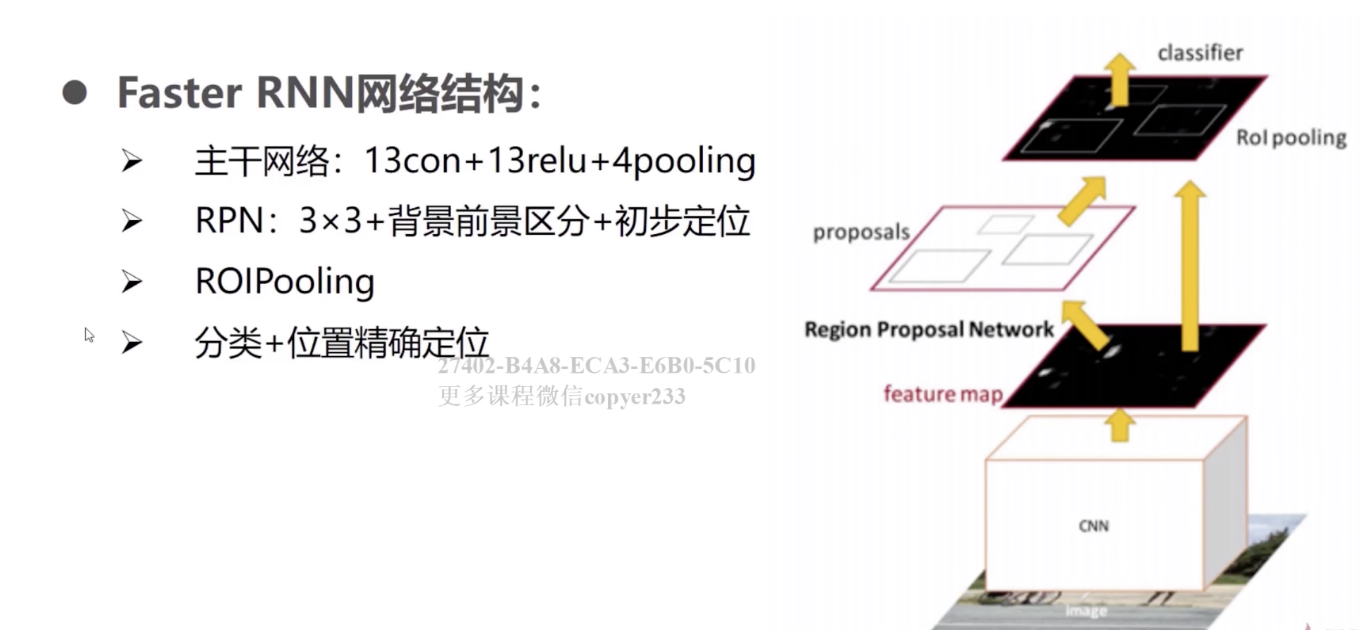 Faster RNN网络结构：
主干网络：13con+13relu+4pooling
RPN：3×3+背景前景区分+初步定位
ROIPooling
分类+位置精确定位
27402-B4A8-ECA3-E6B0-5C10
更多课程微信copyer233
classifier
RoI pooling
proposals
Region Proposal Network
feature map
CNN
image